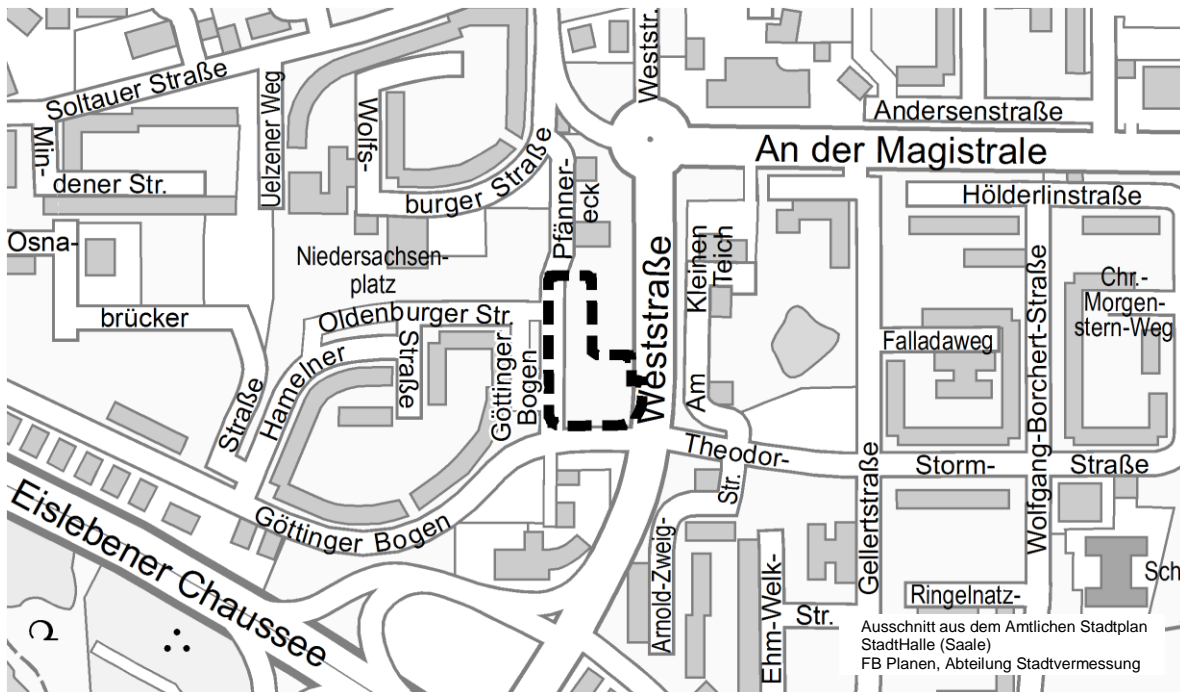 Soltauer Straße
Weststr.
Andersenstraße
An der Magistrale
Min-
dener Str.
Uelzener Weg
Wolfs-
burger Straße
Pfänner-
eck
Hölderlinstraße
Osna-
brücker
Straße
Niedersachsen-
platz
Oldenburger Str.
Hamelner
Straße
Göttinger
Bogen
Weststraße
Am Kleinen
Teich
Falladaweg
Wolfgang-Borchert-Straße
Chr.-
Morgen-
stern-Weg
Theodor-
Storm-
Straße
Göttinger Bogen
Eislebener Chaussee
Arnold-Zweig-
Str.
Ehm-Welk-
Str.
Gellertstraße
Ringelnatz-
Sch
Ausschnitt aus dem Amtlichen Stadtplan
StadtHalle (Saale)
FB Planen, Abteilung Stadtvermessung